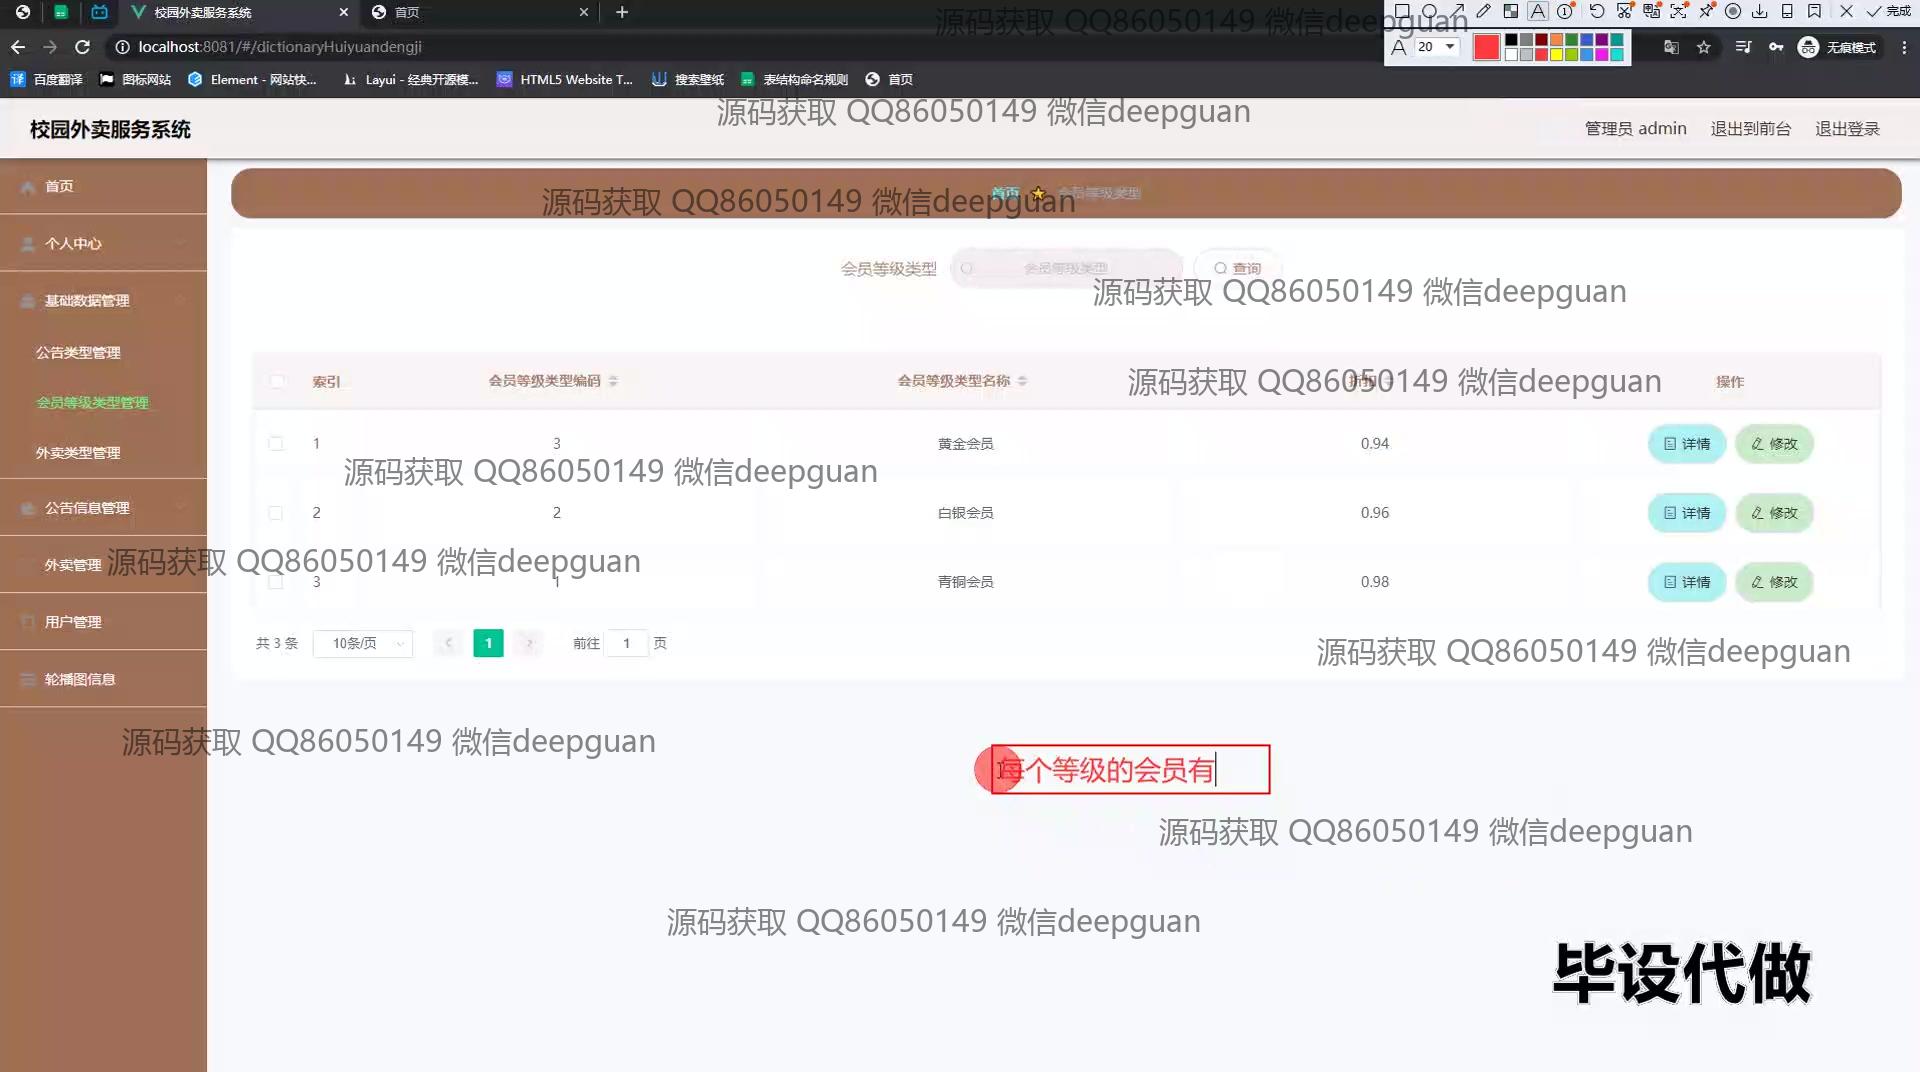 校园外卖服务系统
首页
完成
源码获取 QQ86050149 微信deepguan
localhost:8081/#/dictionaryHuiyuandengji
A 20
无痕模式
译 百度翻译
图标网站
Element - 网站快...
Layui - 经典开源模...
HTML5 Website T...
搜索壁纸
表结构命名规则
首页
源码获取 QQ86050149 微信deepguan
校园外卖服务系统
管理员 admin
退出到前台
退出登录
首页
首页 会员等级类型
源码获取 QQ86050149 微信deepguan
个人中心
会员等级类型
会员等级类型
查询
源码获取 QQ86050149 微信deepguan
基础数据管理
公告类型管理
索引 会员等级类型编码 会员等级类型名称 折扣 操作
源码获取 QQ86050149 微信deepguan
会员等级类型管理
1 3 黄金会员 0.94 详情 修改
外卖类型管理
源码获取 QQ86050149 微信deepguan
公告信息管理
2 2 白银会员 0.96 详情 修改
外卖管理
源码获取 QQ86050149 微信deepguan
3 1 青铜会员 0.98 详情 修改
用户管理
共 3 条 10条/页 1 前往 1 页
源码获取 QQ86050149 微信deepguan
轮播图信息
源码获取 QQ86050149 微信deepguan
每个等级的会员有
源码获取 QQ86050149 微信deepguan
源码获取 QQ86050149 微信deepguan
毕设代做